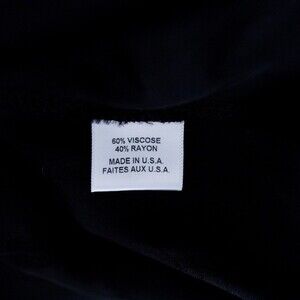 60% VISCOSE
40% RAYON
MADE IN U.S.A.
FAITES AUX U.S.A.